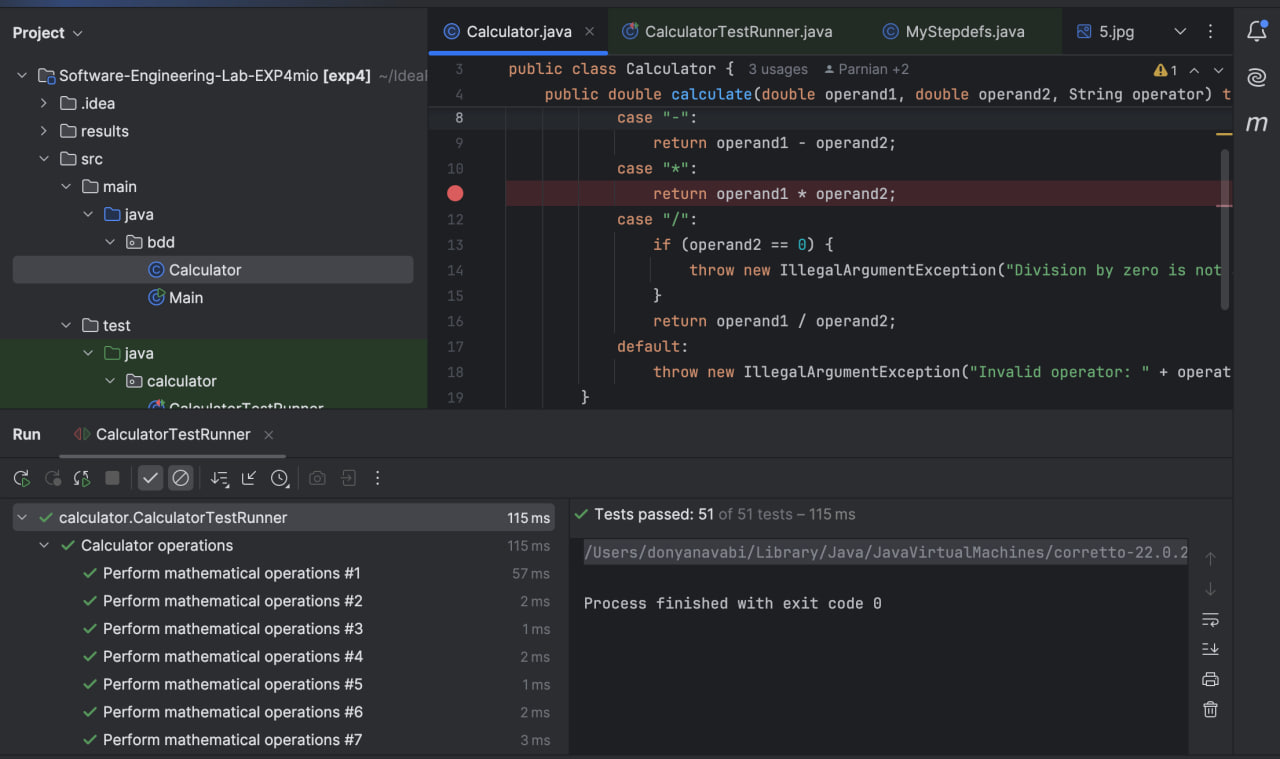 Project
Software-Engineering-Lab-EXP4mio [exp4] ~/Ideal
.idea
results
src
main
java
bdd
Calculator
Main
test
java
calculator
CalculatorTestRunner
Calculator.java
CalculatorTestRunner.java
MyStepdefs.java
5.jpg
3 public class Calculator { 3 usages Parnian +2
1
4 public double calculate(double operand1, double operand2, String operator) t
8 case "-":
9 return operand1 - operand2;
10 case "*":
return operand1 * operand2;
12 case "/":
13 if (operand2 == 0) {
14 throw new IllegalArgumentException("Division by zero is not
15 }
16 return operand1 / operand2;
17 default:
18 throw new IllegalArgumentException("Invalid operator: " + operat
19 }
m
Run CalculatorTestRunner
calculator.CalculatorTestRunner 115 ms
Calculator operations 115 ms
Perform mathematical operations #1 57 ms
Perform mathematical operations #2 2 ms
Perform mathematical operations #3 1 ms
Perform mathematical operations #4 2 ms
Perform mathematical operations #5 1 ms
Perform mathematical operations #6 2 ms
Perform mathematical operations #7 3 ms
Tests passed: 51 of 51 tests – 115 ms
/Users/donyanavabi/Library/Java/JavaVirtualMachines/corretto-22.0.2
Process finished with exit code 0